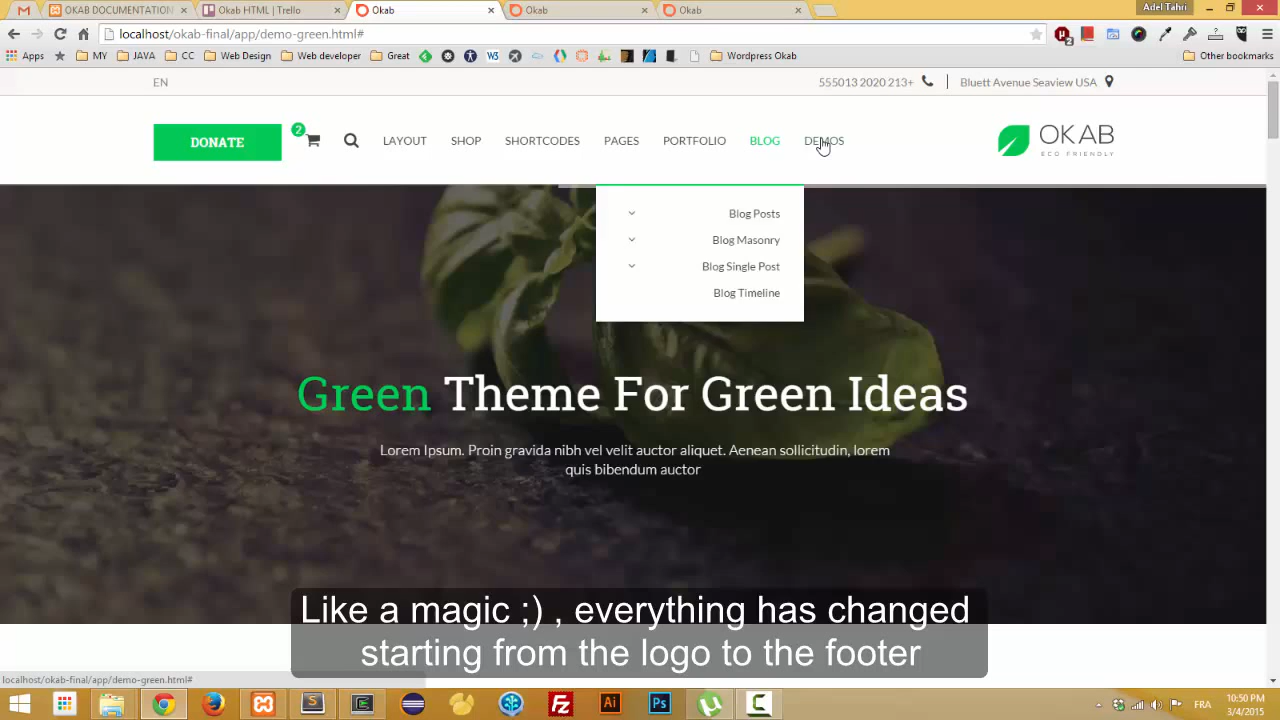 OKAB DOCUMENTATION
Okab HTML | Trello
Okab
Okab
Okab
Adel Tahri
localhost/okab-final/app/demo-green.html#
Apps
MY
JAVA
CC
Web Design
Web developer
Great
W3
Wordpress Okab
Other bookmarks
EN
555013 2020 213+
Bluett Avenue Seaview USA
DONATE
2
LAYOUT
SHOP
SHORTCODES
PAGES
PORTFOLIO
BLOG
DEMOS
OKAB
ECO FRIENDLY
Blog Posts
Blog Masonry
Blog Single Post
Blog Timeline
Green Theme For Green Ideas
Lorem Ipsum. Proin gravida nibh vel velit auctor aliquet. Aenean sollicitudin, lorem
quis bibendum auctor
Like a magic ;) , everything has changed
starting from the logo to the footer
localhost/okab-final/app/demo-green.html#
FRA
10:50 PM
3/4/2015